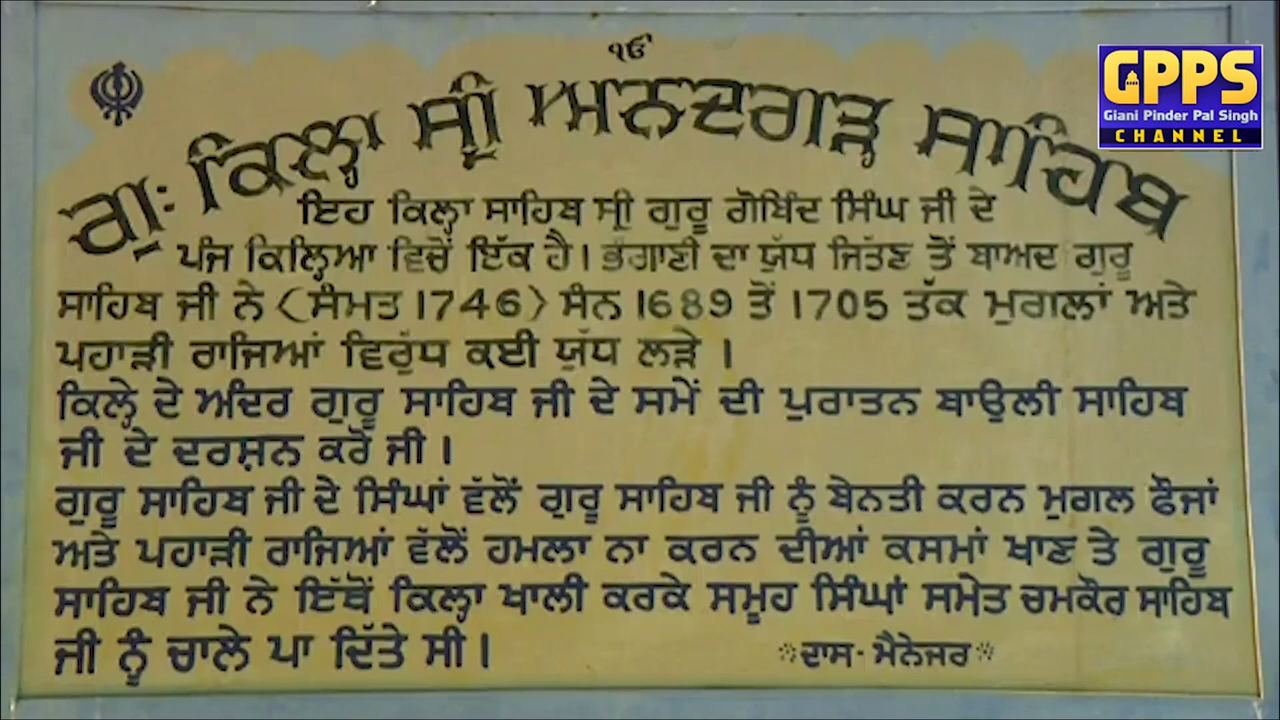 ੴ
ਗੁ: ਕਿਲ੍ਹਾ ਸ੍ਰੀ ਅਨੰਦਗੜ ਸਾਹਿਬ
ਇਹ ਕਿਲ੍ਹਾ ਸਾਹਿਬ ਸ੍ਰੀ ਗੁਰੂ ਗੋਬਿੰਦ ਸਿੰਘ ਜੀ ਦੇ
ਪੰਜ ਕਿਲ੍ਹਿਆ ਵਿਚੋਂ ਇੱਕ ਹੈ। ਭੰਗਾਣੀ ਦਾ ਯੁੱਧ ਜਿੱਤਣ ਤੋਂ ਬਾਅਦ ਗੁਰੂ
ਸਾਹਿਬ ਜੀ ਨੇ (ਸੰਮਤ 1746) ਸੰਨ 1689 ਤੋਂ 1705 ਤੱਕ ਮੁਗਲਾਂ ਅਤੇ
ਪਹਾੜੀ ਰਾਜਿਆਂ ਵਿਰੁੱਧ ਕਈ ਯੁੱਧ ਲੜੇ ।
ਕਿਲ੍ਹੇ ਦੇ ਅੰਦਰ ਗੁਰੂ ਸਾਹਿਬ ਜੀ ਦੇ ਸਮੇਂ ਦੀ ਪੁਰਾਤਨ ਬਾਉਲੀ ਸਾਹਿਬ
ਜੀ ਦੇ ਦਰਸ਼ਨ ਕਰੋ ਜੀ ।
ਗੁਰੂ ਸਾਹਿਬ ਜੀ ਦੇ ਸਿੰਘਾਂ ਵੱਲੋਂ ਗੁਰੂ ਸਾਹਿਬ ਜੀ ਨੂੰ ਬੇਨਤੀ ਕਰਨ ਮੁਗਲ ਫੌਜਾਂ
ਅਤੇ ਪਹਾੜੀ ਰਾਜਿਆਂ ਵੱਲੋਂ ਹਮਲਾ ਨਾ ਕਰਨ ਦੀਆਂ ਕਸਮਾਂ ਖਾਣ ਤੇ ਗੁਰੂ
ਸਾਹਿਬ ਜੀ ਨੇ ਇੱਥੋਂ ਕਿਲ੍ਹਾ ਖਾਲੀ ਕਰਕੇ ਸਮੂਹ ਸਿੰਘਾਂ ਸਮੇਤ ਚਮਕੌਰ ਸਾਹਿਬ
ਜੀ ਨੂੰ ਚਾਲੇ ਪਾ ਦਿੱਤੇ ਸੀ ।
ਦਾਸ- ਮੈਨੇਜਰ
GPPS
Giani Pinder Pal Singh
CHANNEL